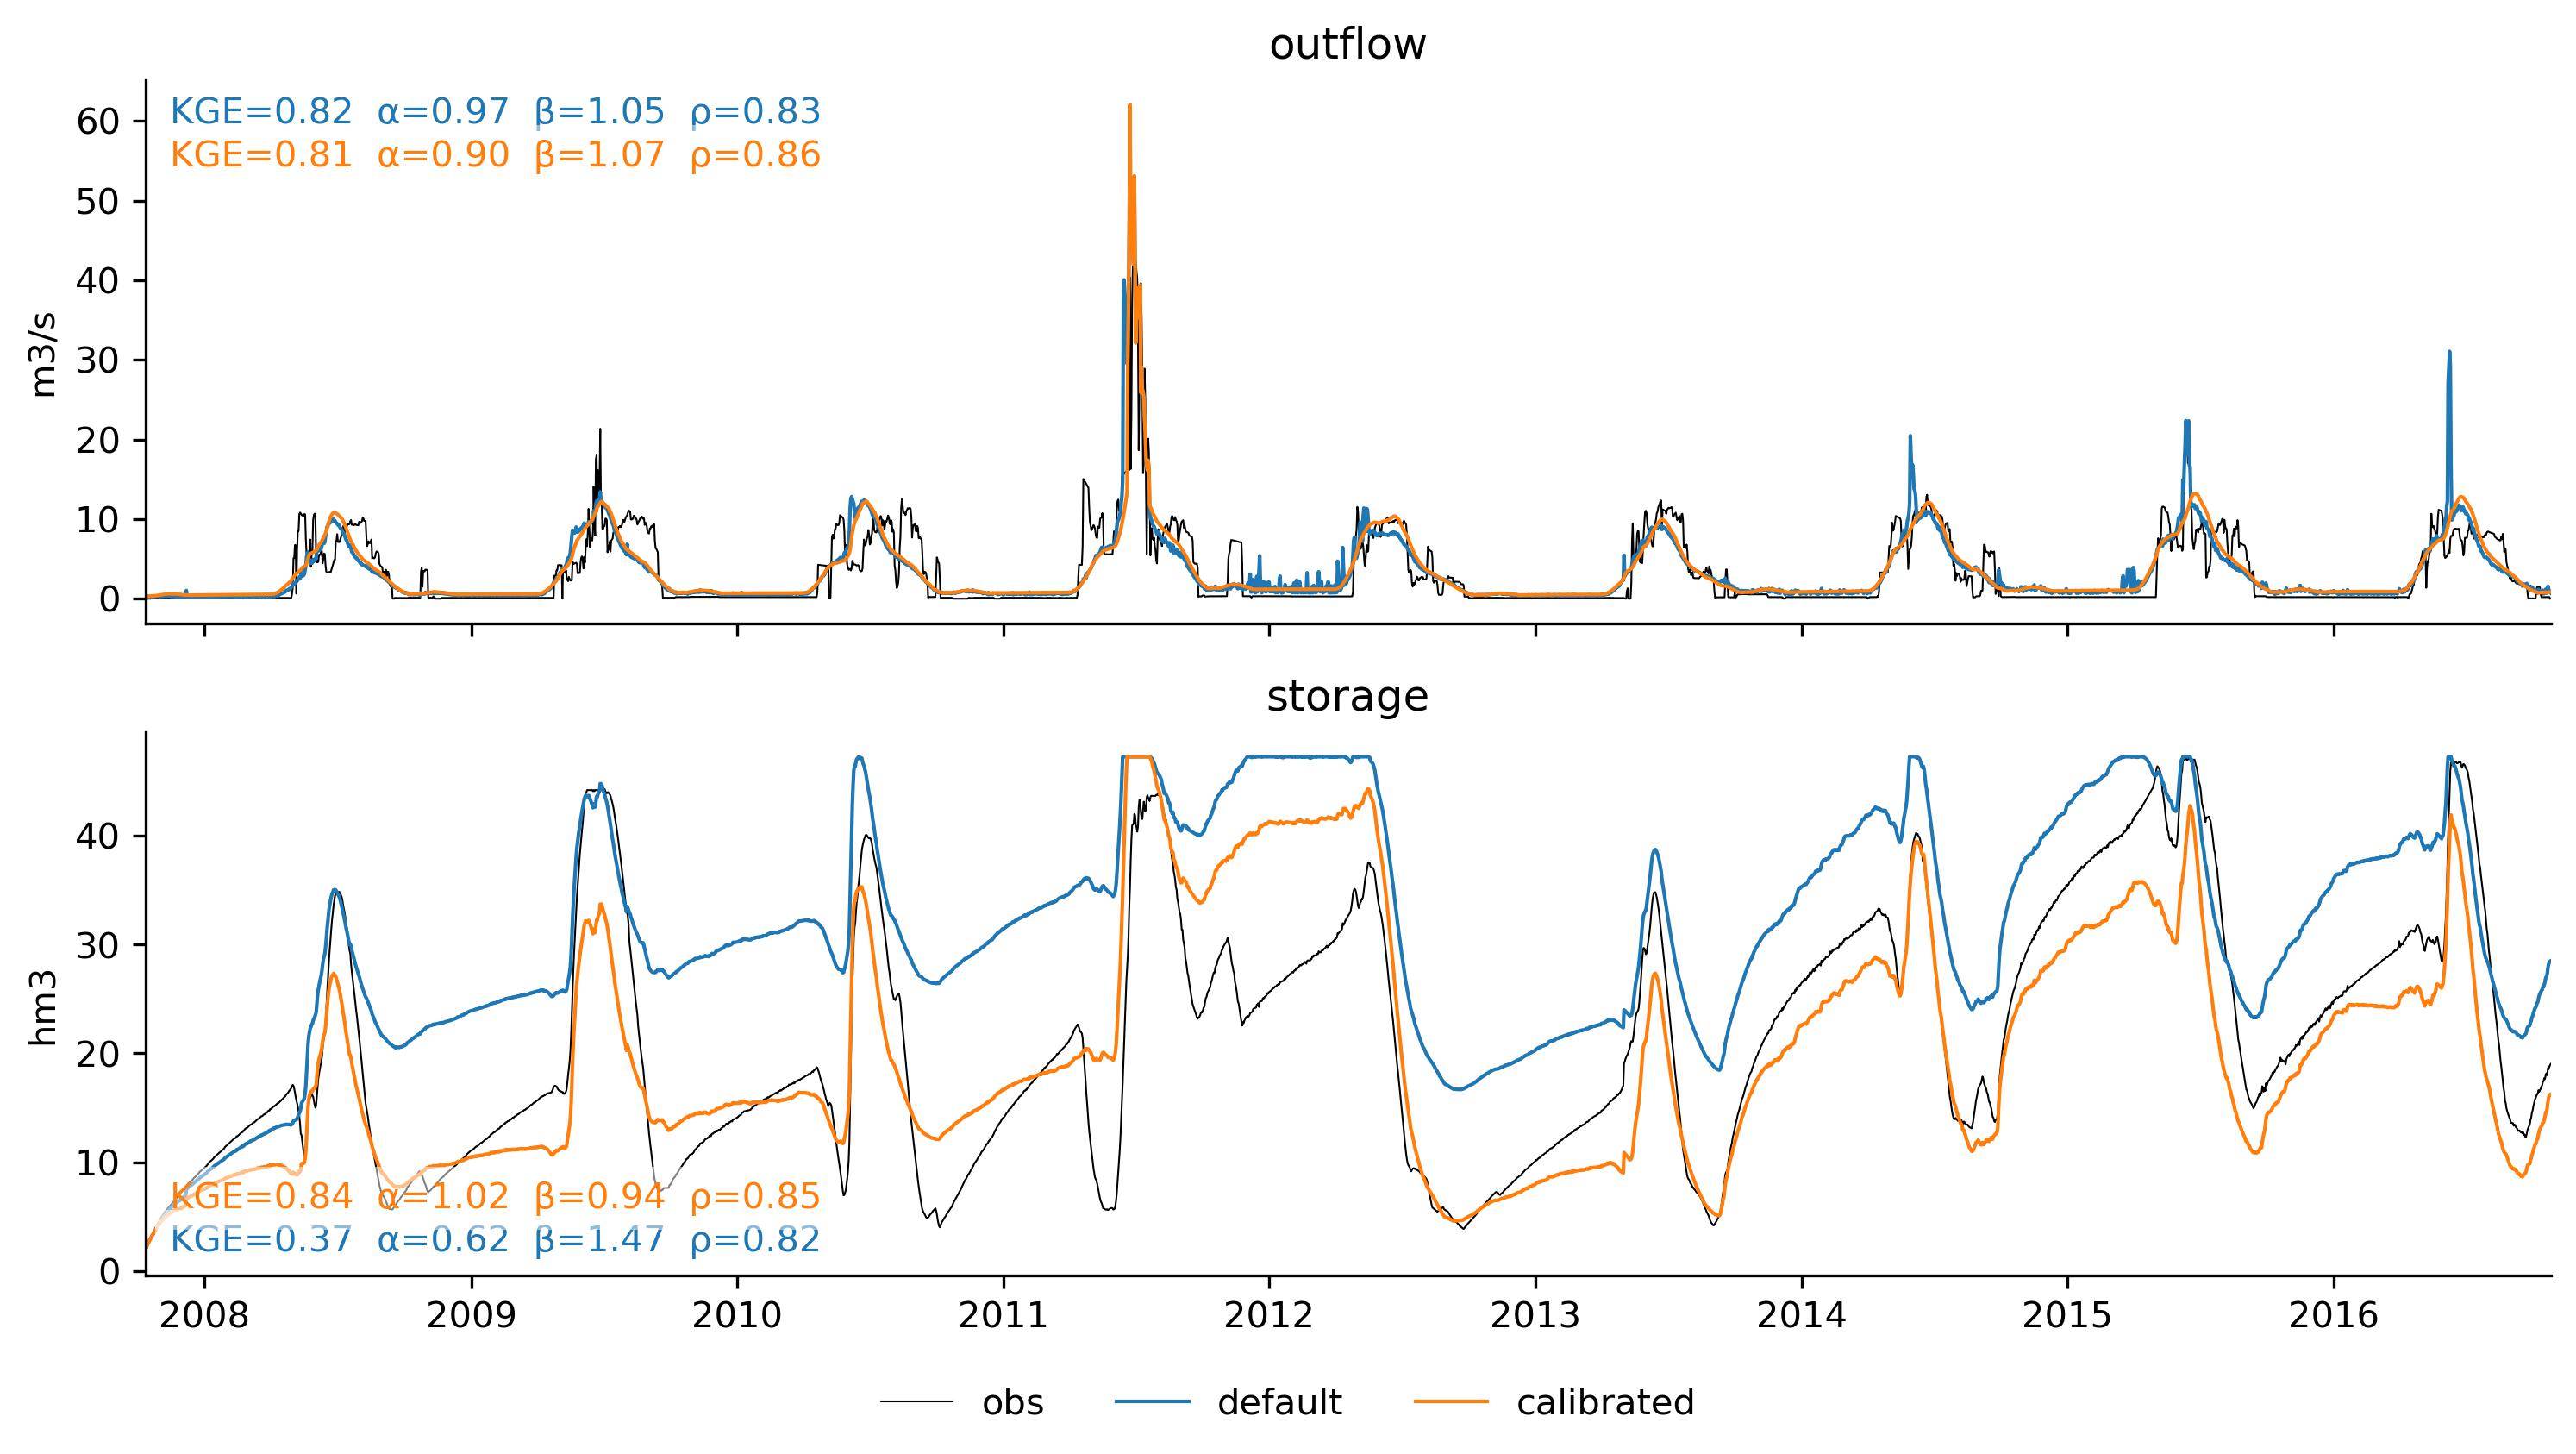 outflow
KGE=0.82 α=0.97 β=1.05 ρ=0.83
KGE=0.81 α=0.90 β=1.07 ρ=0.86
60
50
40
30
20
10
0
m3/s
storage
40
30
20
10
0
hm3
KGE=0.84 α=1.02 β=0.94 ρ=0.85
KGE=0.37 α=0.62 β=1.47 ρ=0.82
2008 2009 2010 2011 2012 2013 2014 2015 2016
obs default calibrated